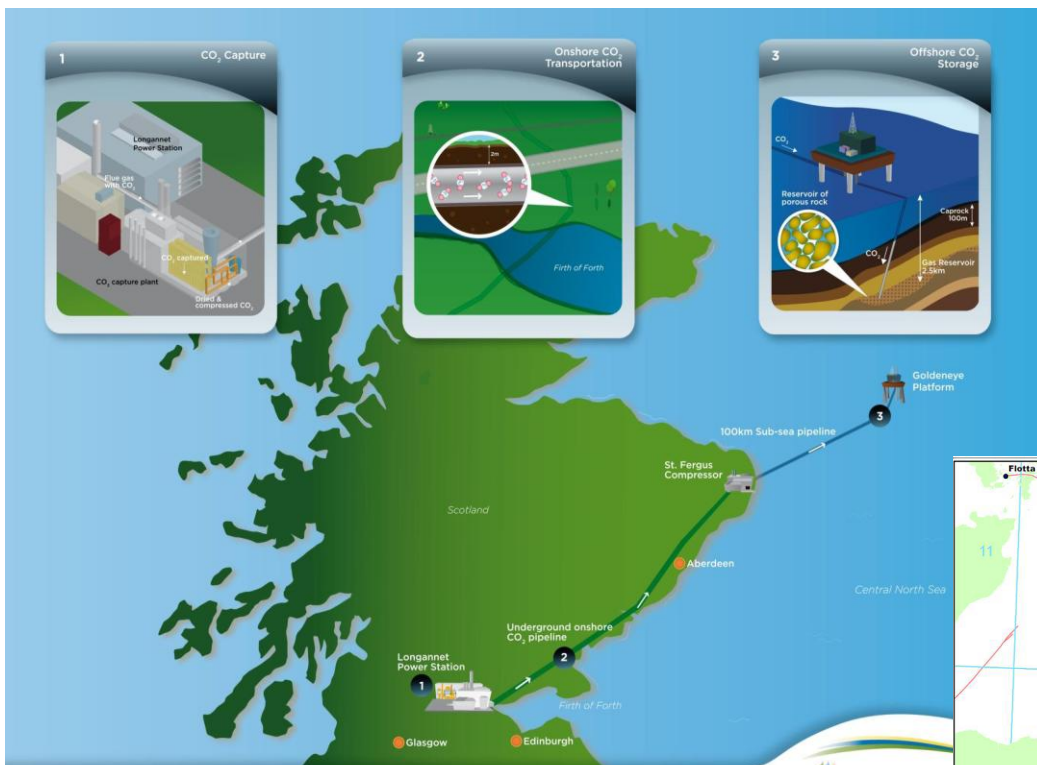 1
CO₂ Capture
Longannet
Power Station
Flue gas
with CO₂
CO₂ captured
CO₂ capture plant
Dried &
compressed CO₂
2
Onshore CO₂
Transportation
2m
Firth of Forth
3
Offshore CO₂
Storage
CO₂
Reservoir of
porous rock
Caprock
100m
CO₂
Gas Reservoir
2.5km
Goldeneye
Platform
3
100km Sub-sea pipeline
St. Fergus
Compressor
Flotta
11
Scotland
Aberdeen
Central North Sea
Underground onshore
CO₂ pipeline
2
Longannet
Power Station
1
Firth of Forth
Glasgow
Edinburgh